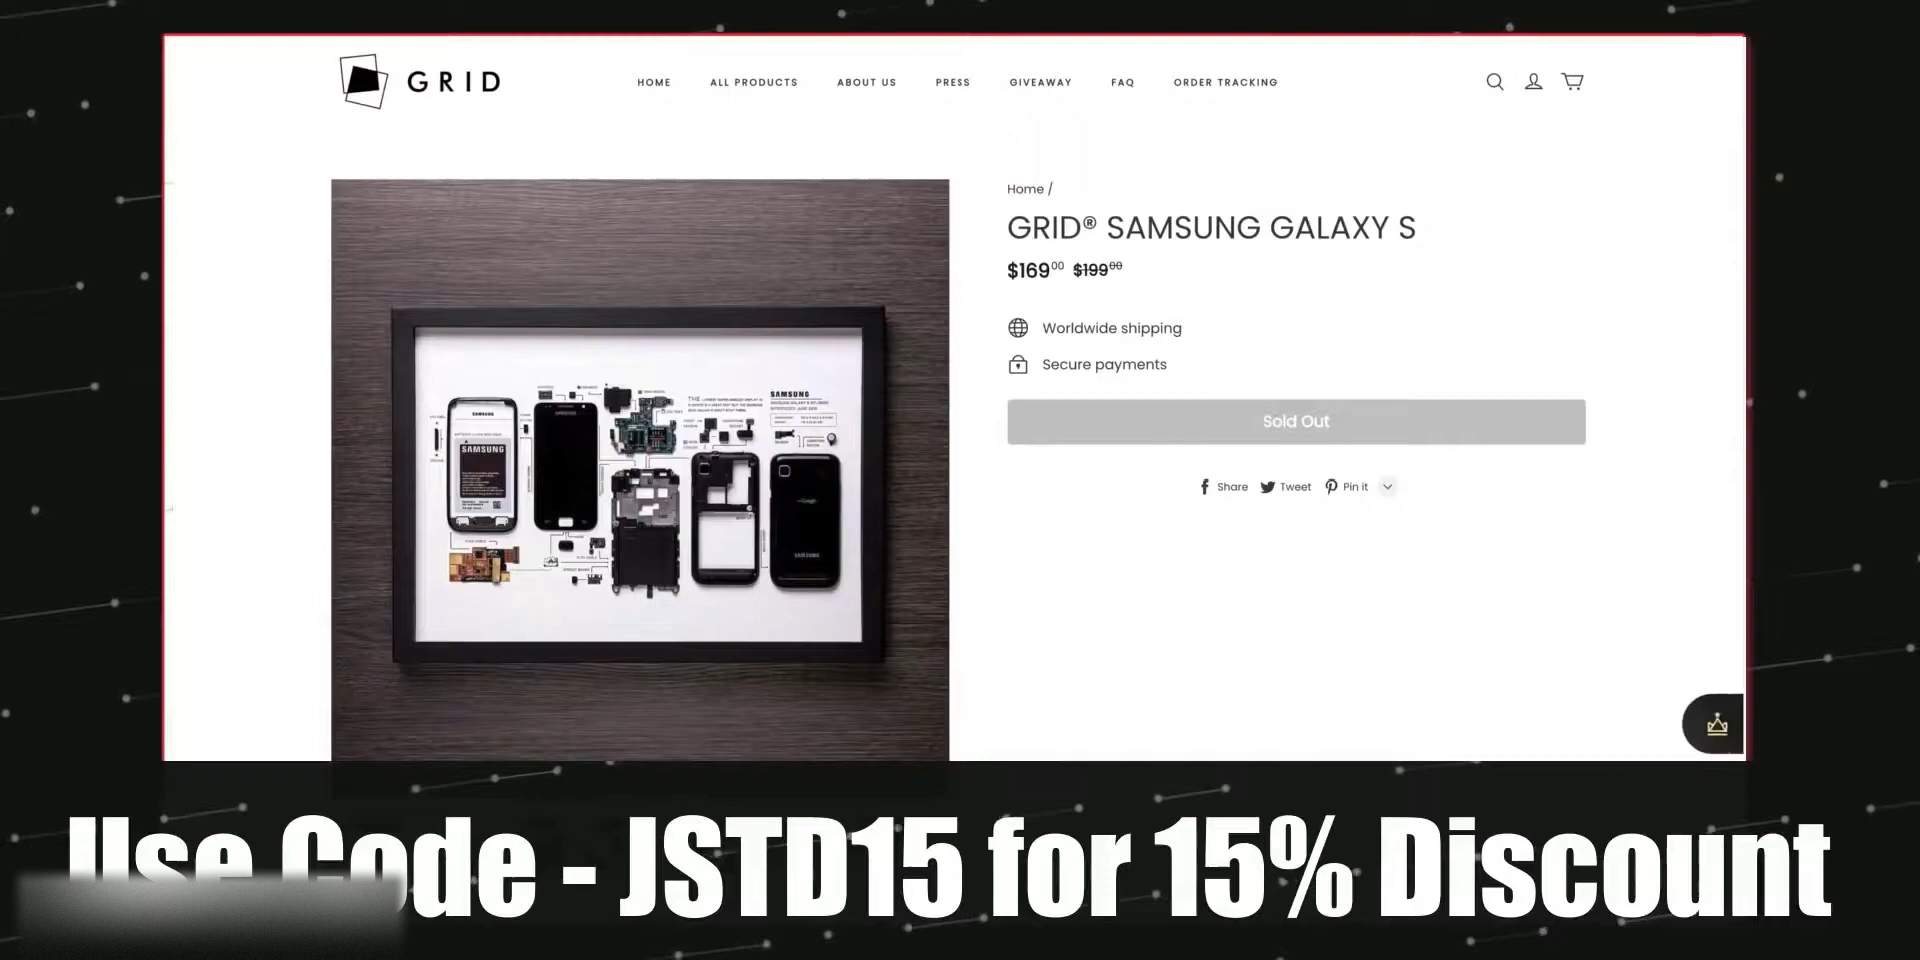 GRID
HOME ALL PRODUCTS ABOUT US PRESS GIVEAWAY FAQ ORDER TRACKING
Home /
GRID® SAMSUNG GALAXY S
$169⁰⁰ $199⁰⁰
Worldwide shipping
Secure payments
Sold Out
Share Tweet Pin it
SAMSUNG
SAMSUNG
SAMSUNG
SAMSUNG
Use Code - JSTD15 for 15% Discount